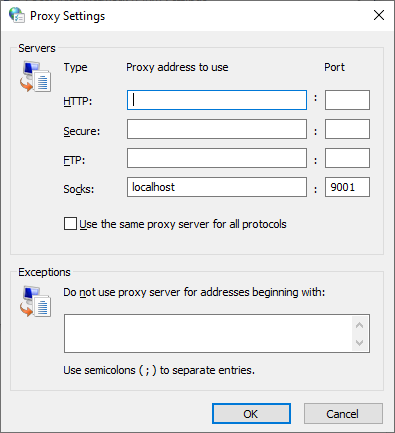 Proxy Settings
Servers
Type Proxy address to use Port
HTTP: :
Secure: :
FTP: :
Socks: localhost : 9001
Use the same proxy server for all protocols
Exceptions
Do not use proxy server for addresses beginning with:
Use semicolons ( ; ) to separate entries.
OK Cancel